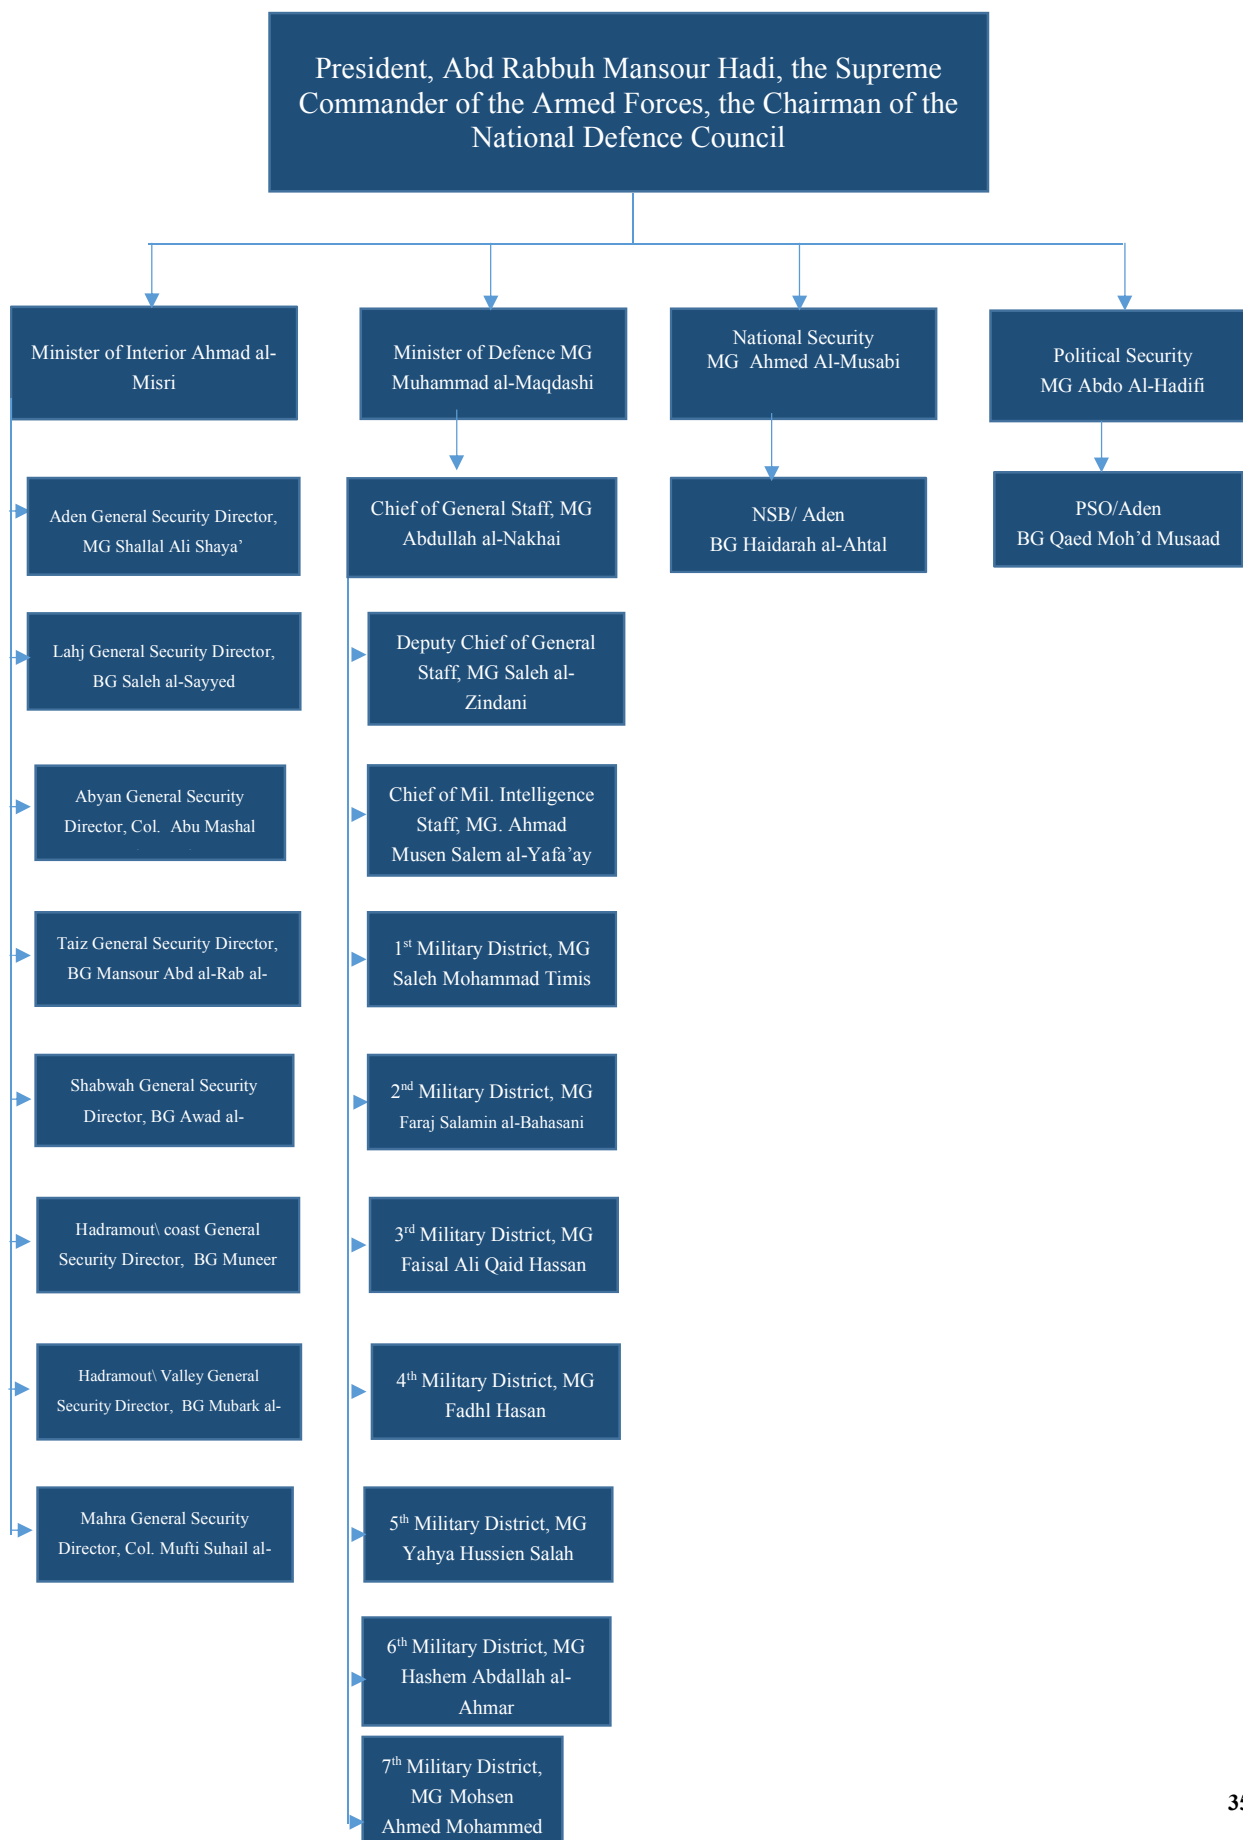 President, Abd Rabbuh Mansour Hadi, the Supreme
Commander of the Armed Forces, the Chairman of the
National Defence Council
Minister of Interior Ahmad al-
Misri
Minister of Defence MG
Muhammad al-Maqdashi
National Security
MG Ahmed Al-Musabi
Political Security
MG Abdo Al-Hadifi
Aden General Security Director,
MG Shallal Ali Shaya’
Lahj General Security Director,
BG Saleh al-Sayyed
Abyan General Security
Director, Col. Abu Mashal
Taiz General Security Director,
BG Mansour Abd al-Rab al-
Shabwah General Security
Director, BG Awad al-
Hadramout\ coast General
Security Director, BG Muneer
Hadramout\ Valley General
Security Director, BG Mubark al-
Mahra General Security
Director, Col. Mufti Suhail al-
Chief of General Staff, MG
Abdullah al-Nakhai
Deputy Chief of General
Staff, MG Saleh al-
Zindani
Chief of Mil. Intelligence
Staff, MG. Ahmad
Musen Salem al-Yafa’ay
1st Military District, MG
Saleh Mohammad Timis
2nd Military District, MG
Faraj Salamin al-Bahasani
3rd Military District, MG
Faisal Ali Qaid Hassan
4th Military District, MG
Fadhl Hasan
5th Military District, MG
Yahya Hussien Salah
6th Military District, MG
Hashem Abdallah al-
Ahmar
7th Military District,
MG Mohsen
Ahmed Mohammed
NSB/ Aden
BG Haidarah al-Ahtal
PSO/Aden
BG Qaed Moh’d Musaad
35